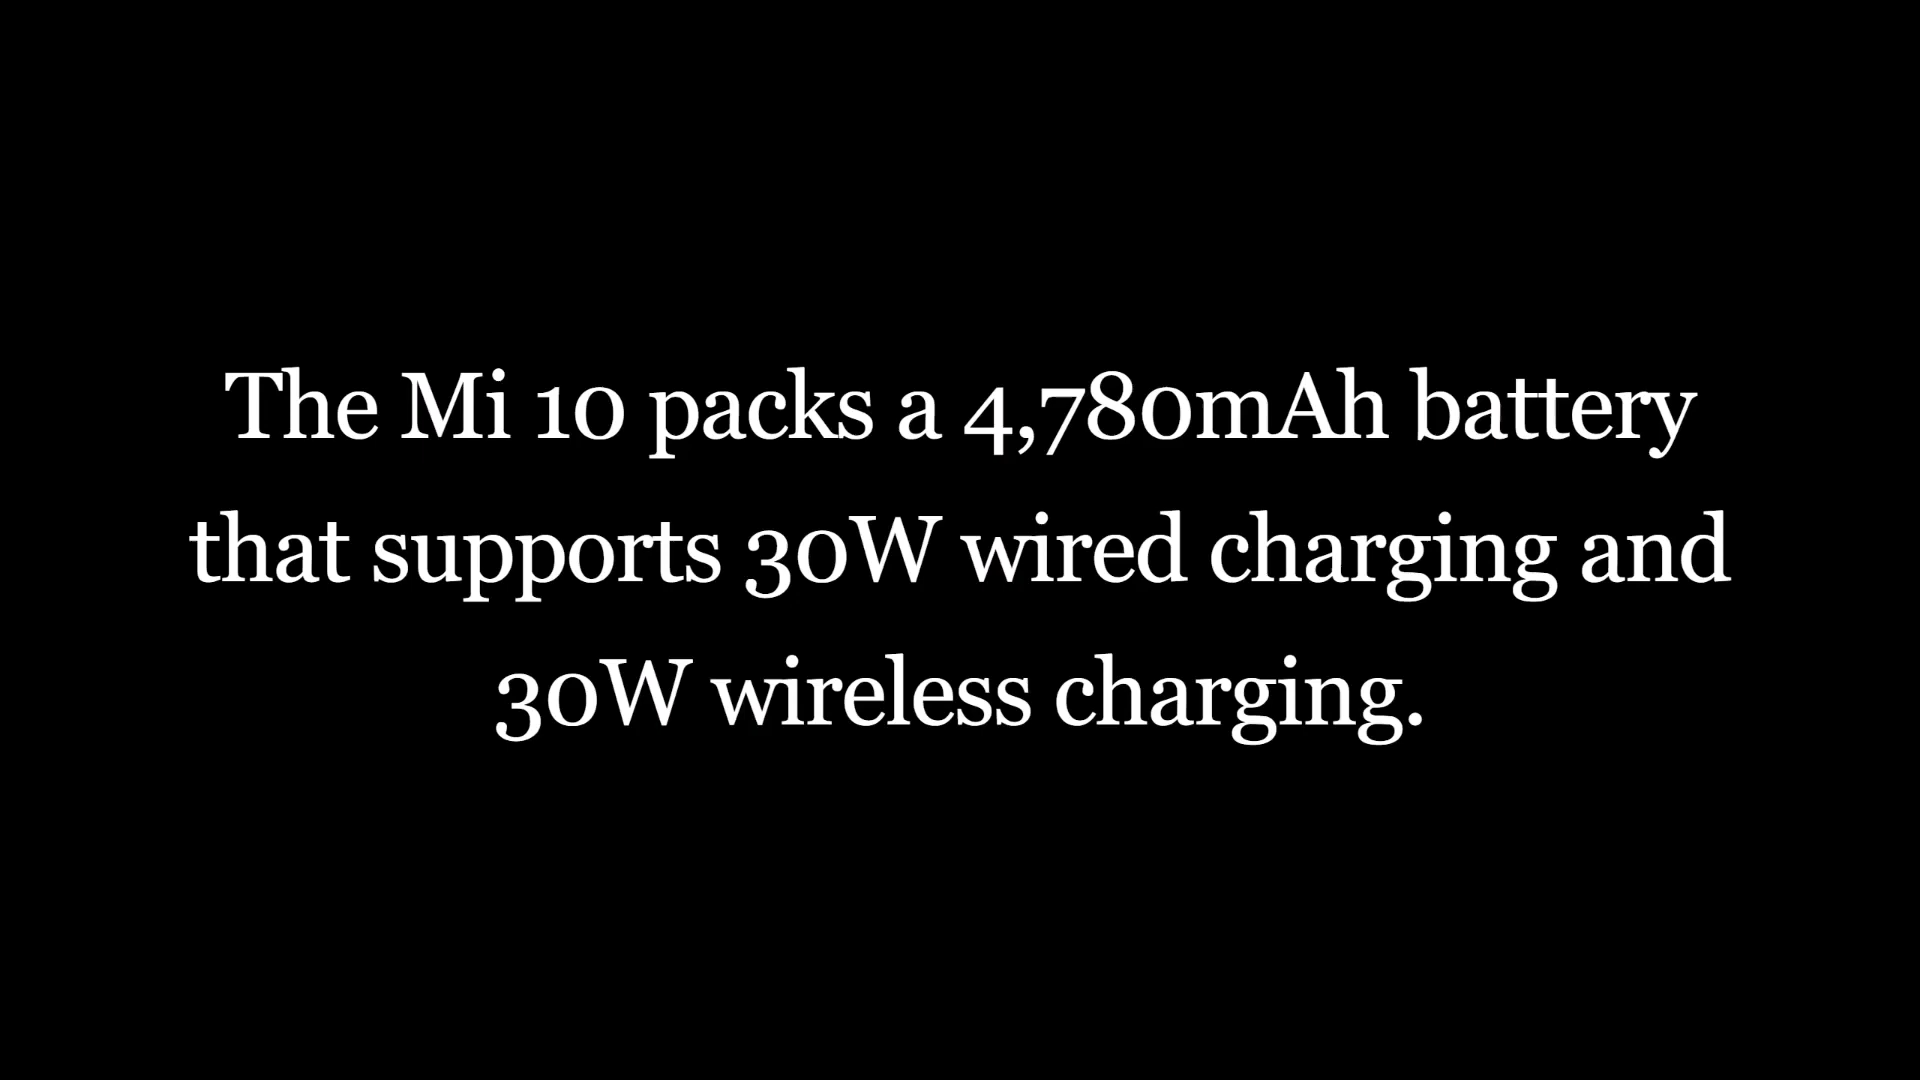 The Mi 10 packs a 4,780mAh battery
that supports 30W wired charging and
30W wireless charging.